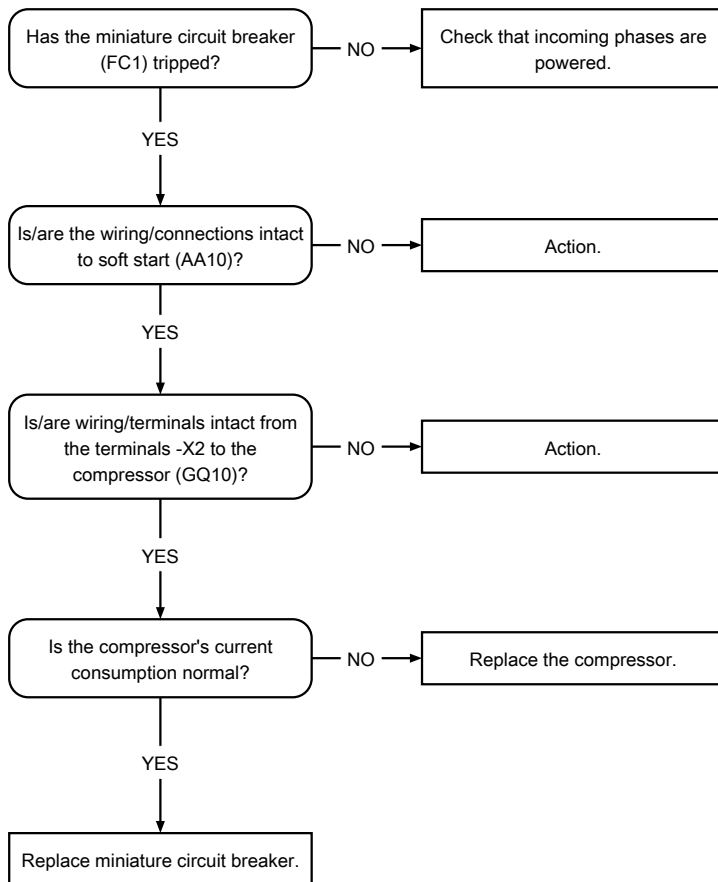 Has the miniature circuit breaker
(FC1) tripped?
NO
Check that incoming phases are
powered.
YES
Is/are the wiring/connections intact
to soft start (AA10)?
NO
Action.
YES
Is/are wiring/terminals intact from
the terminals -X2 to the
compressor (GQ10)?
NO
Action.
YES
Is the compressor's current
consumption normal?
NO
Replace the compressor.
YES
Replace miniature circuit breaker.